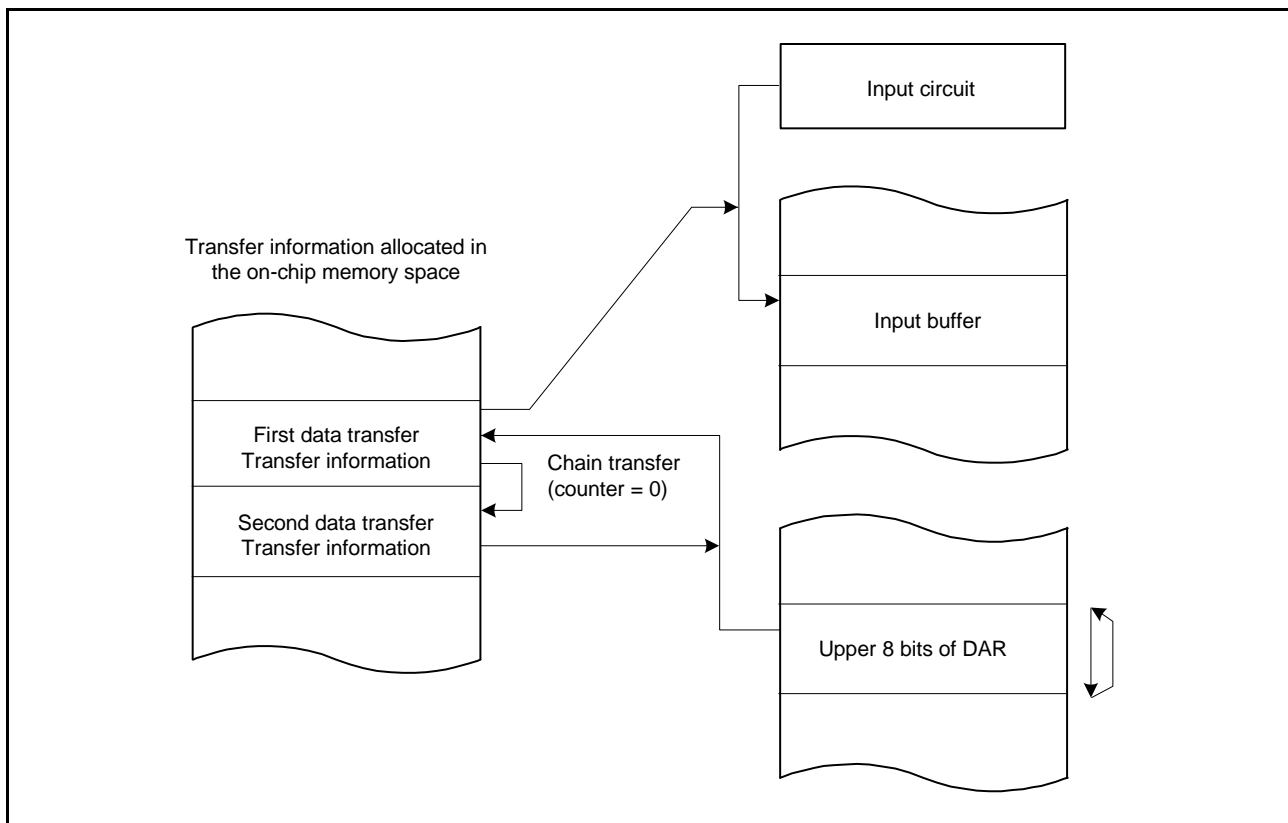 Input circuit
Transfer information allocated in
the on-chip memory space
Input buffer
First data transfer
Transfer information
Chain transfer
(counter = 0)
Second data transfer
Transfer information
Upper 8 bits of DAR